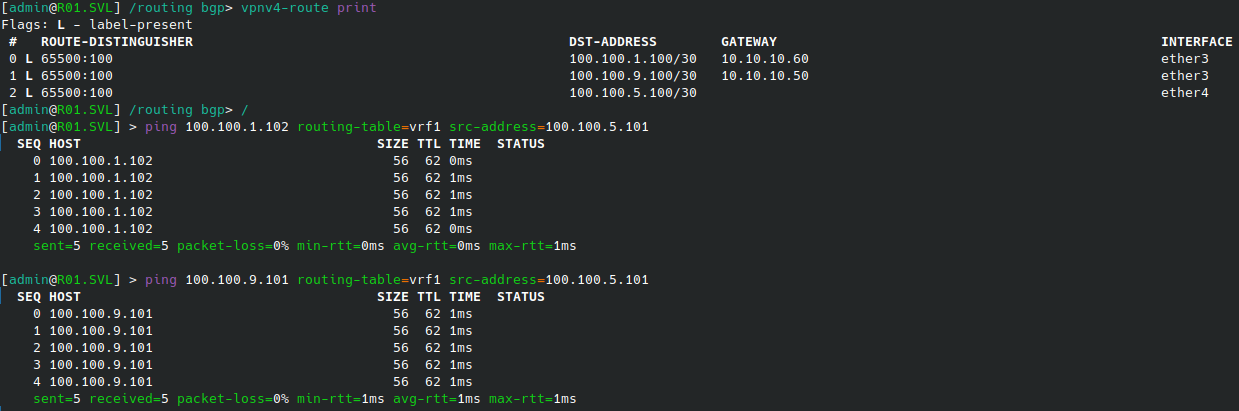 [admin@R01.SVL] /routing bgp> vpnv4-route print
Flags: L - label-present
 #   ROUTE-DISTINGUISHER                                               DST-ADDRESS        GATEWAY                                                INTERFACE
 0 L 65500:100                                                         100.100.1.100/30   10.10.10.60                                            ether3
 1 L 65500:100                                                         100.100.9.100/30   10.10.10.50                                            ether3
 2 L 65500:100                                                         100.100.5.100/30                                                          ether4
[admin@R01.SVL] /routing bgp> /
[admin@R01.SVL] > ping 100.100.1.102 routing-table=vrf1 src-address=100.100.5.101
  SEQ HOST                                     SIZE TTL TIME  STATUS
    0 100.100.1.102                              56  62 0ms
    1 100.100.1.102                              56  62 1ms
    2 100.100.1.102                              56  62 1ms
    3 100.100.1.102                              56  62 1ms
    4 100.100.1.102                              56  62 0ms
    sent=5 received=5 packet-loss=0% min-rtt=0ms avg-rtt=0ms max-rtt=1ms
[admin@R01.SVL] > ping 100.100.9.101 routing-table=vrf1 src-address=100.100.5.101
  SEQ HOST                                     SIZE TTL TIME  STATUS
    0 100.100.9.101                              56  62 1ms
    1 100.100.9.101                              56  62 1ms
    2 100.100.9.101                              56  62 1ms
    3 100.100.9.101                              56  62 1ms
    4 100.100.9.101                              56  62 1ms
    sent=5 received=5 packet-loss=0% min-rtt=1ms avg-rtt=1ms max-rtt=1ms